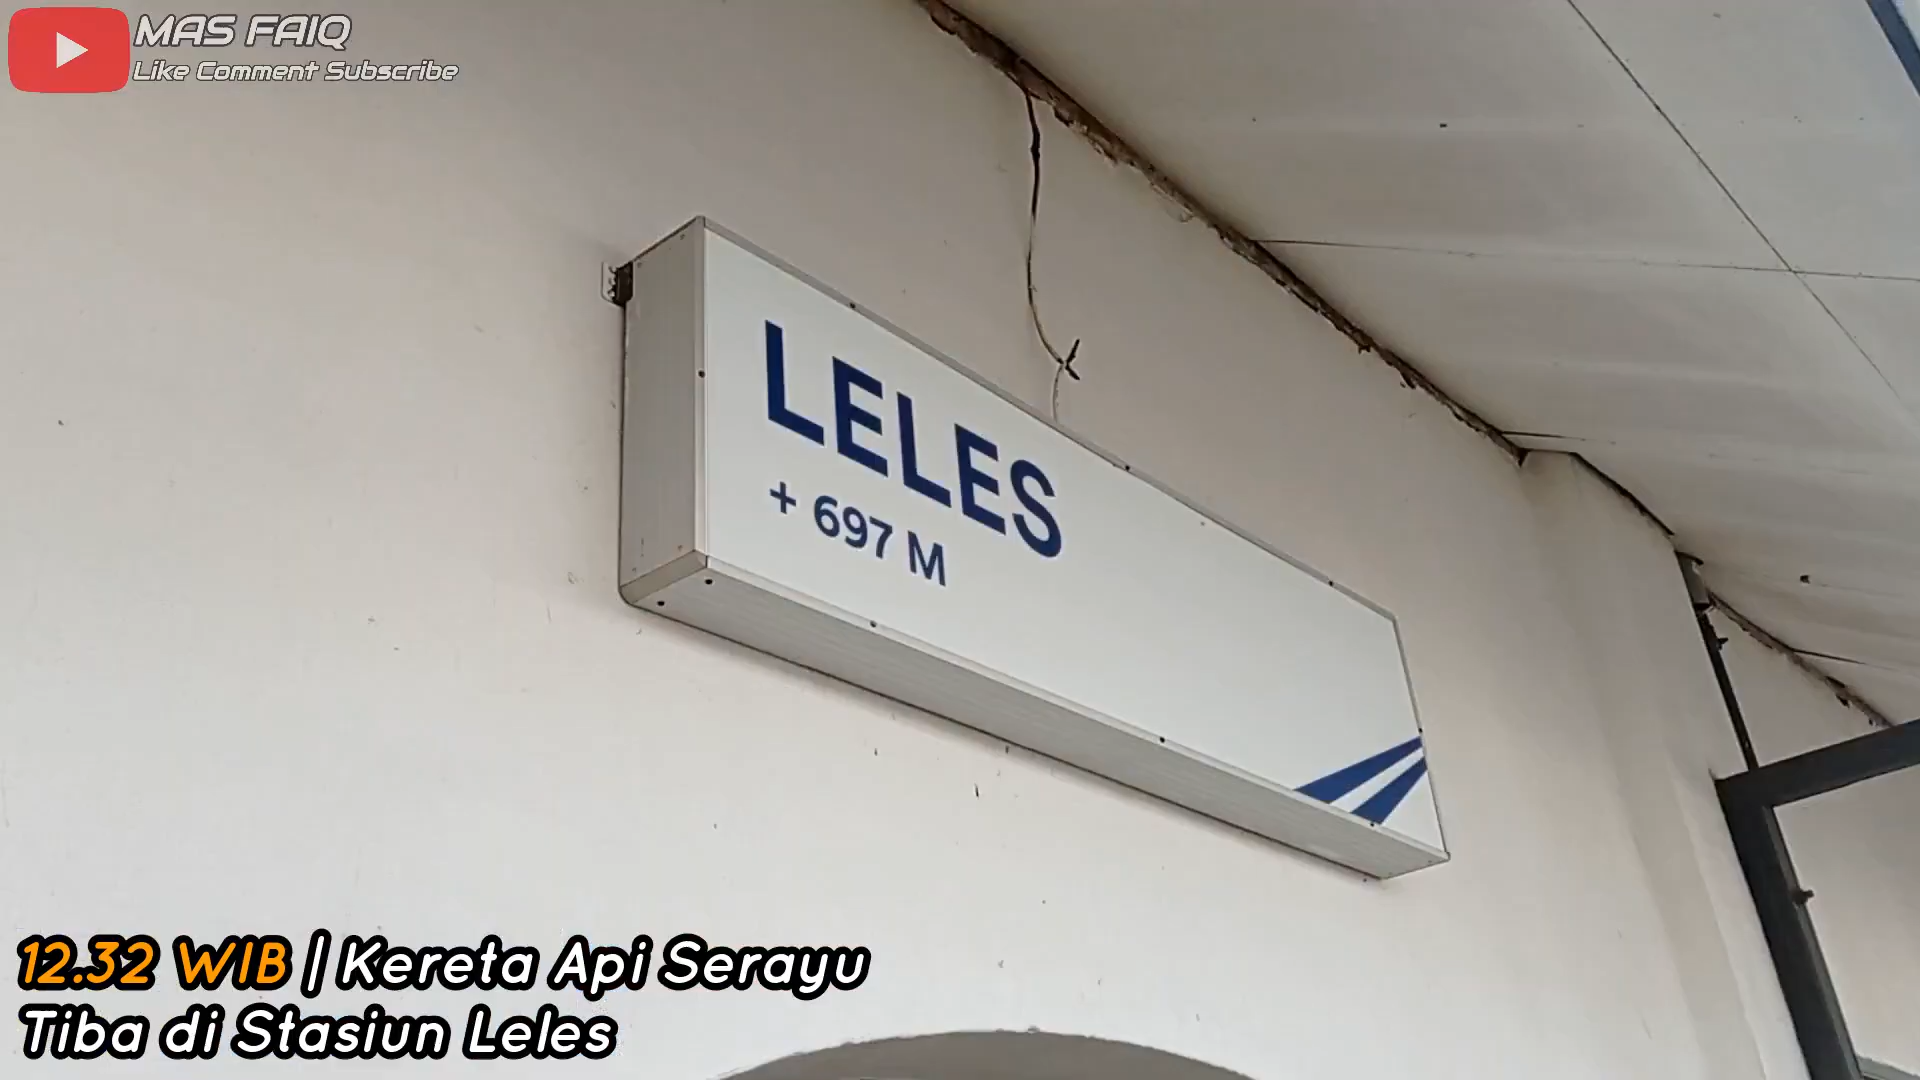 MAS FAIQ
Like Comment Subscribe
LELES
+ 697 M
12.32 WIB | Kereta Api Serayu
Tiba di Stasiun Leles